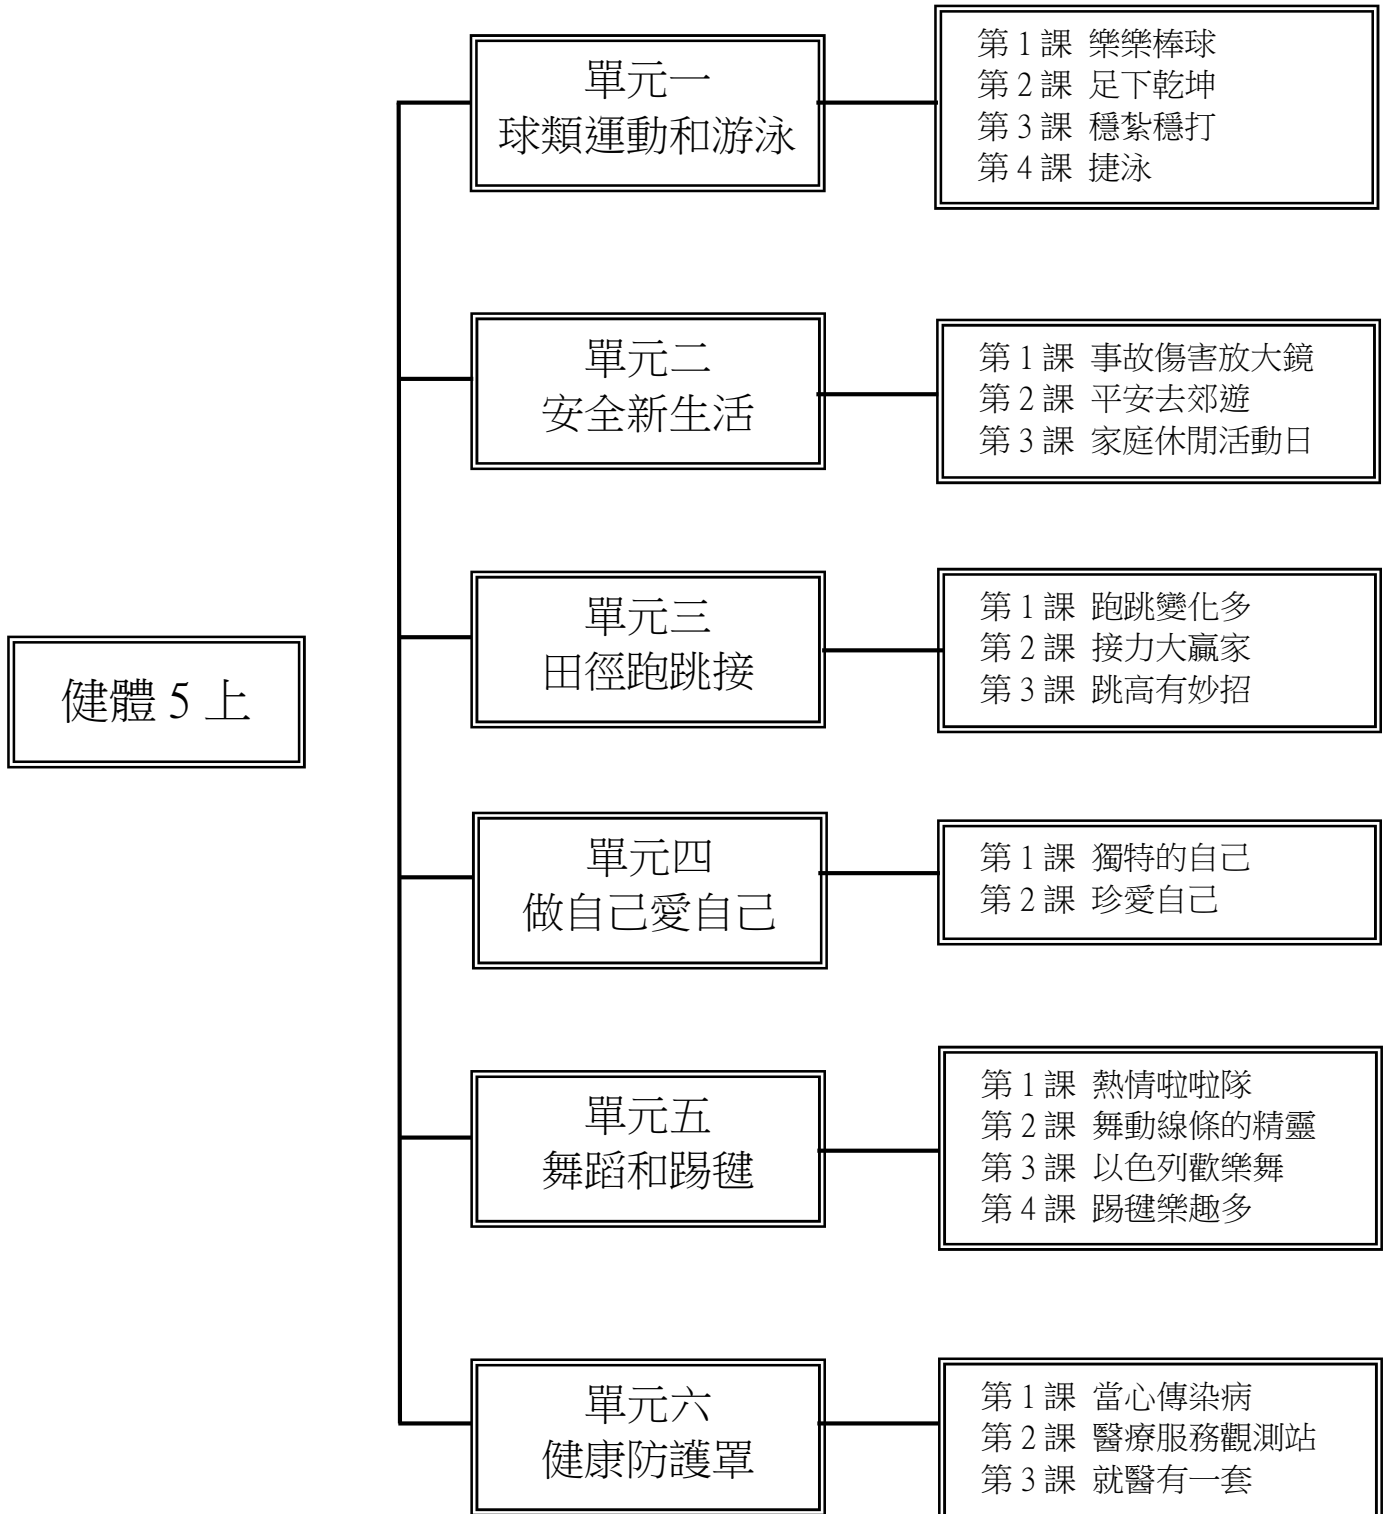 健體 5 上
單元一
球類運動和游泳
第 1 課 樂樂棒球
第 2 課 足下乾坤
第 3 課 穩紮穩打
第 4 課 捷泳
單元二
安全新生活
第 1 課 事故傷害放大鏡
第 2 課 平安去郊遊
第 3 課 家庭休閒活動日
單元三
田徑跑跳接
第 1 課 跑跳變化多
第 2 課 接力大贏家
第 3 課 跳高有妙招
單元四
做自己愛自己
第 1 課 獨特的自己
第 2 課 珍愛自己
單元五
舞蹈和踢毽
第 1 課 熱情啦啦隊
第 2 課 舞動線條的精靈
第 3 課 以色列歡樂舞
第 4 課 踢毽樂趣多
單元六
健康防護罩
第 1 課 當心傳染病
第 2 課 醫療服務觀測站
第 3 課 就醫有一套